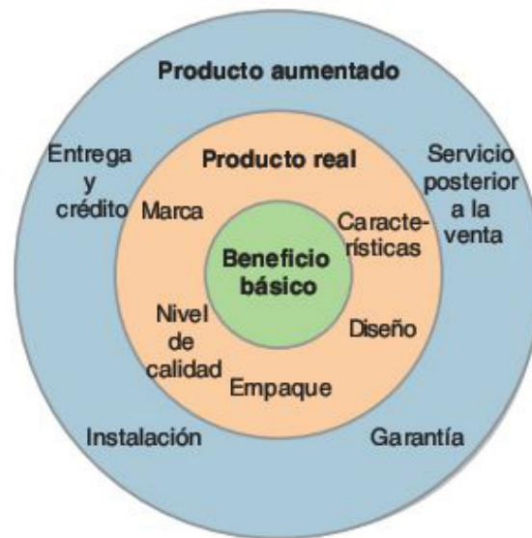 Producto aumentado
Entrega
y
crédito
Producto real
Servicio
posterior
a la
venta
Marca
Caracte-
rísticas
Beneficio
básico
Nivel
de
calidad
Diseño
Empaque
Instalación
Garantía